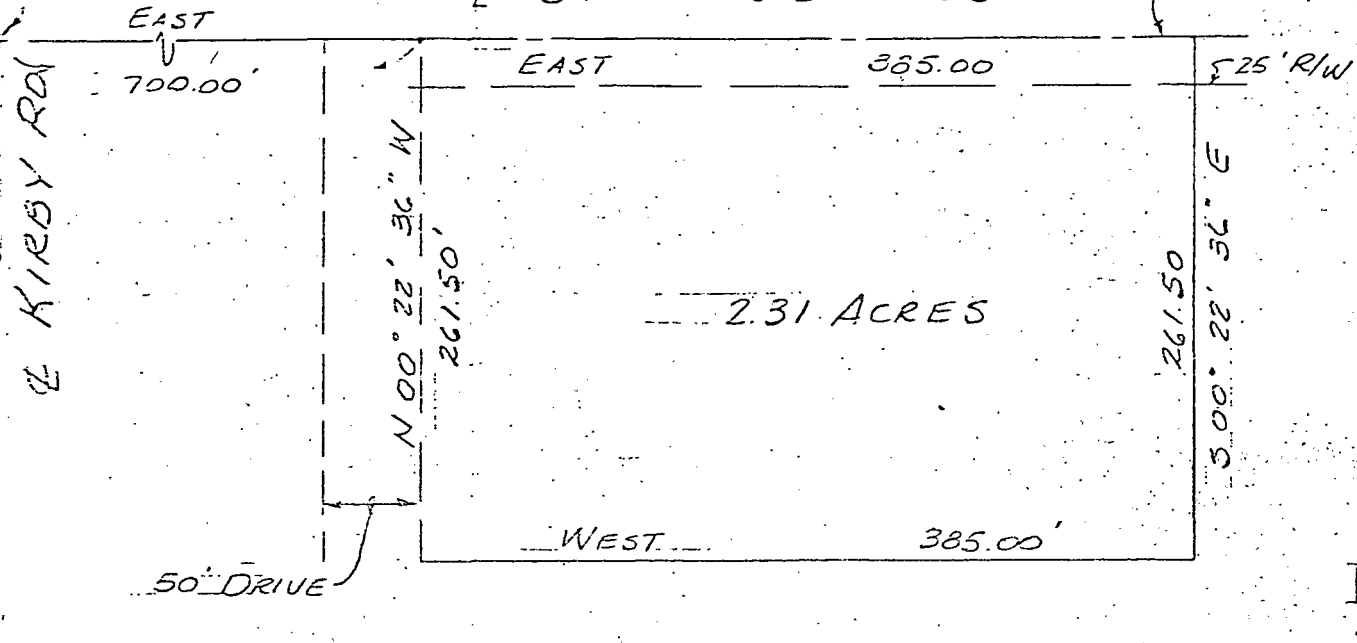 EAST
700.00'
EAST 385.00
25' R/W
℄ KIRBY RD
N 00° 22' 36" W
261.50'
2.31 ACRES
261.50
S 00° 22' 36" E
WEST 385.00'
50' DRIVE